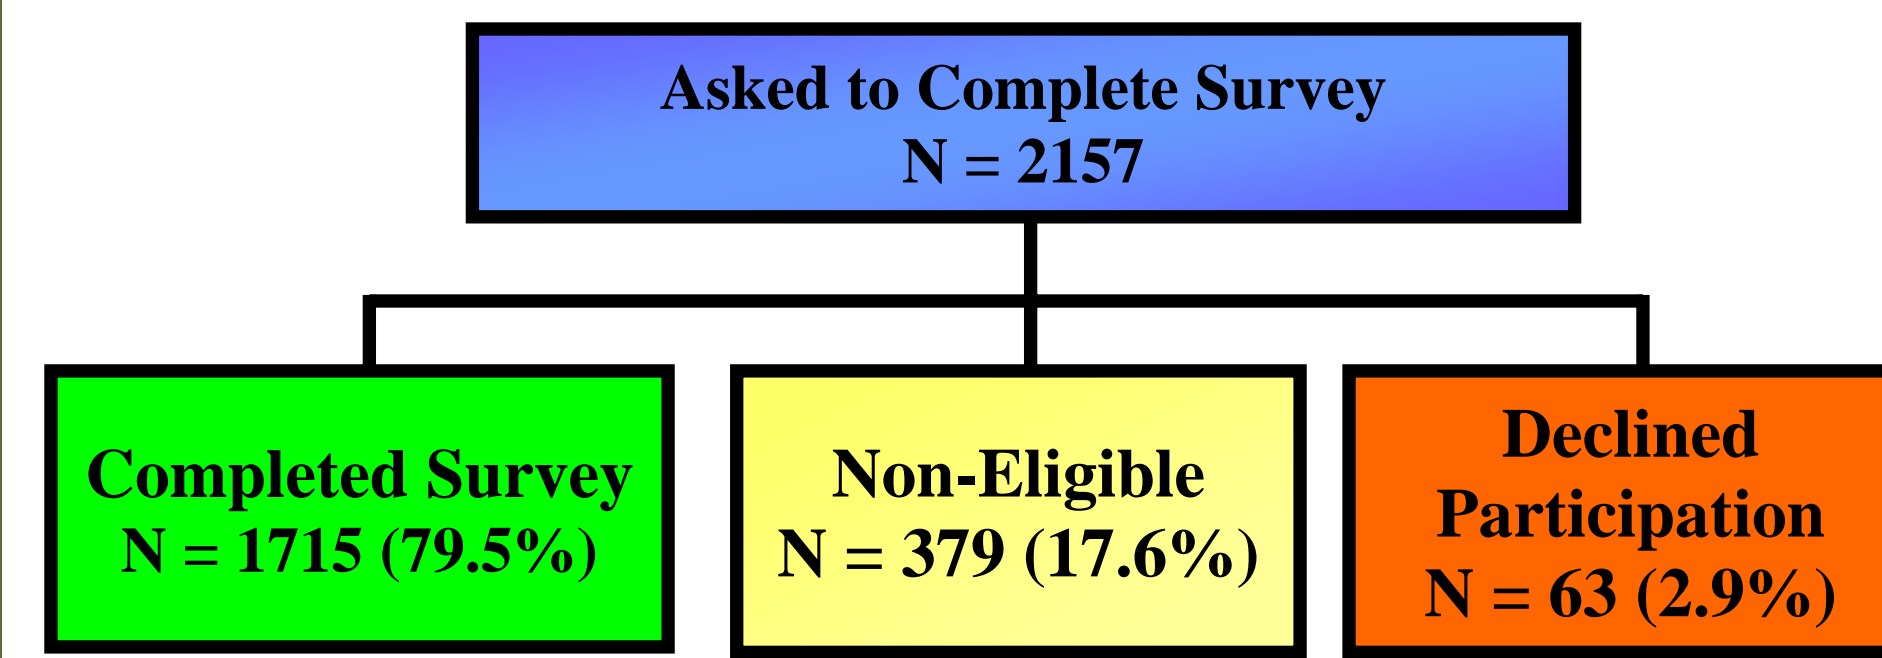 Asked to Complete Survey
N = 2157
Completed Survey
N = 1715 (79.5%)
Non-Eligible
N = 379 (17.6%)
Declined
Participation
N = 63 (2.9%)